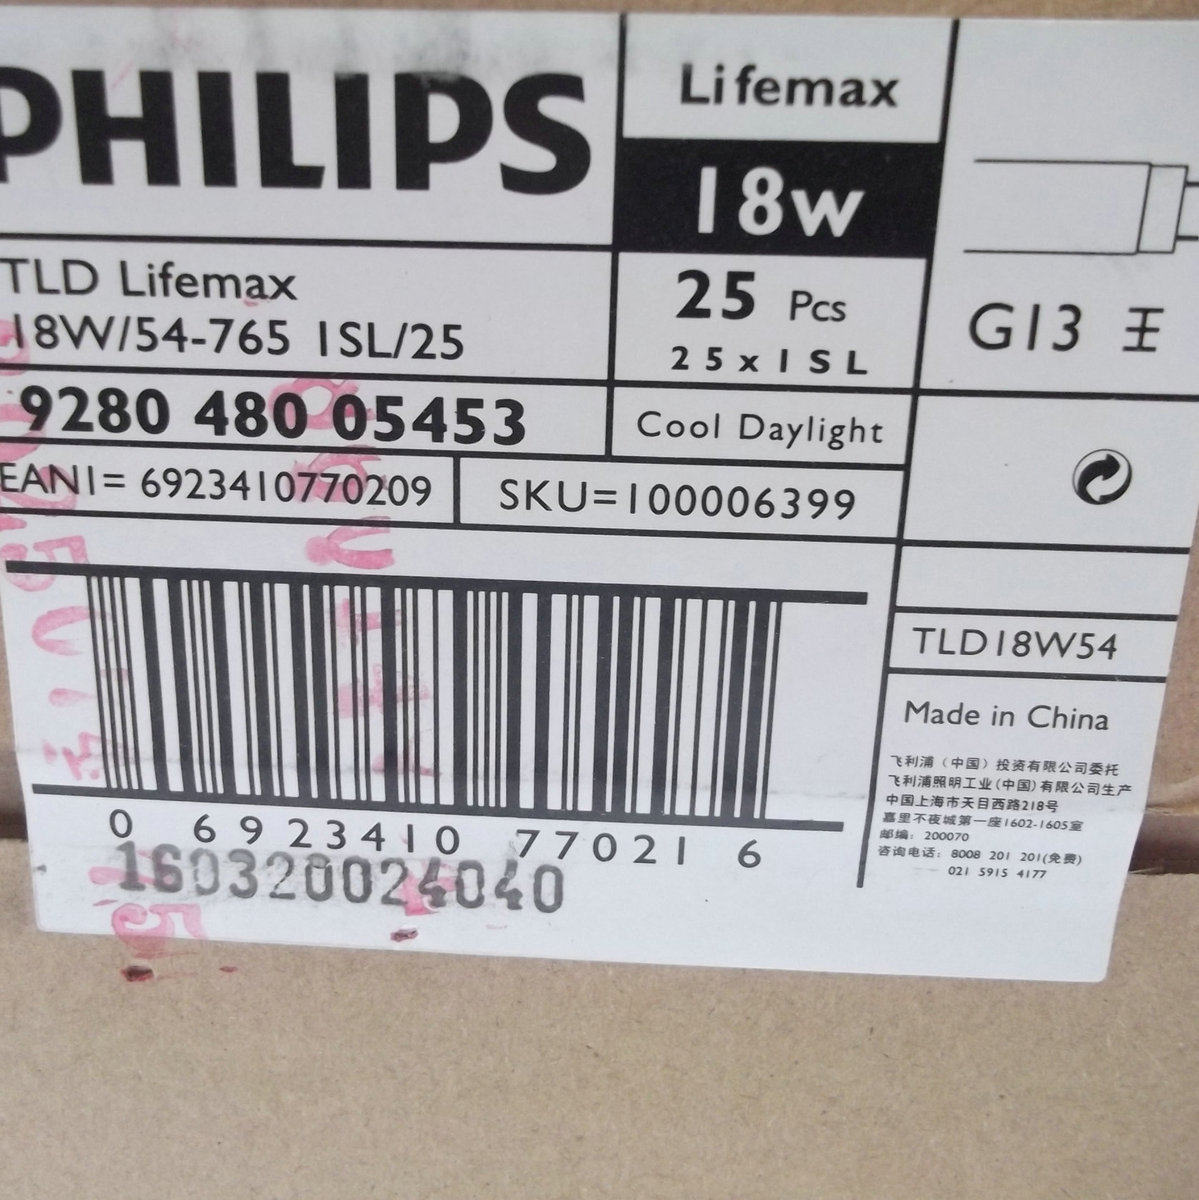 PHILIPS
Lifemax
18w
TLD Lifemax
18W/54-765 1SL/25
25 Pcs
25x1SL
G13
9280 480 05453
Cool Daylight
EAN1= 6923410770209
SKU=100006399
TLD18W54
Made in China
飞利浦（中国）投资有限公司委托
飞利浦照明工业(中国)有限公司生产
中国上海市天目西路218号
嘉里不夜城第一座1602-1605室
邮编：200070
咨询电话：8008 201 201(免费)
021 5915 4177
0 6923410 77021 6
160320024040